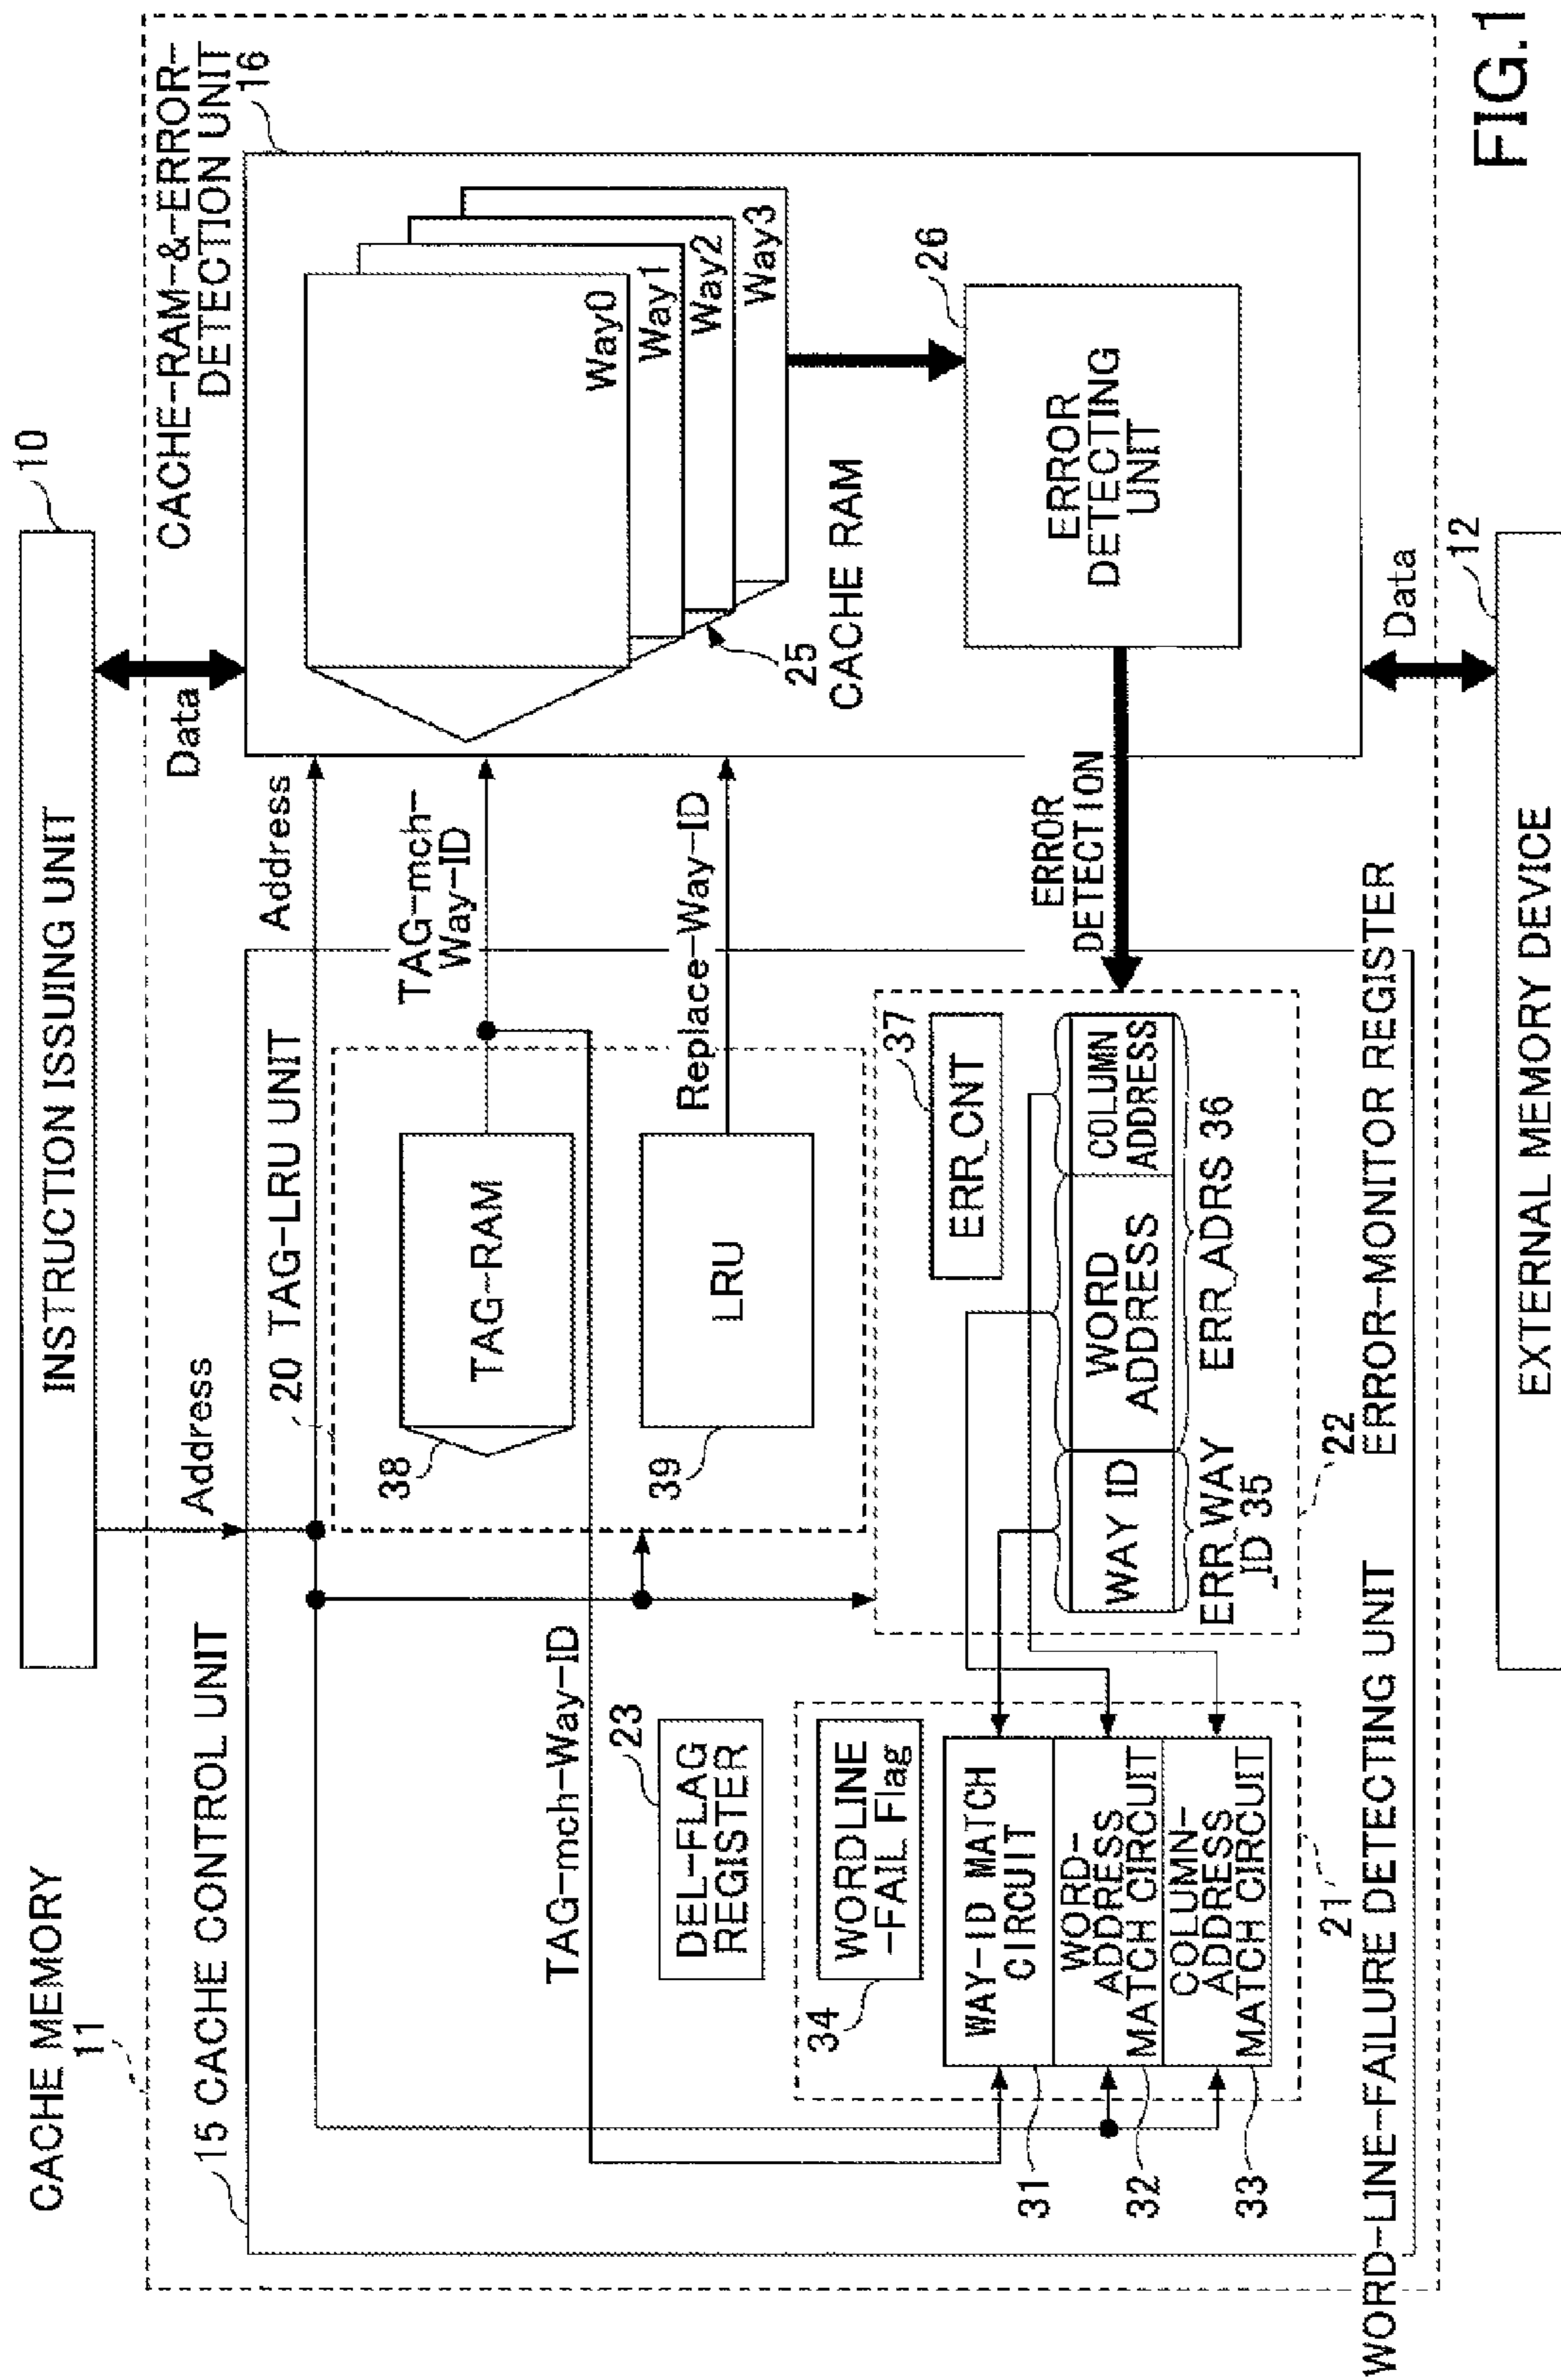 INSTRUCTION ISSUING UNIT
10
CACHE MEMORY
11
Address
Data
CACHE-RAM-&-ERROR-
DETECTION UNIT
16
15 CACHE CONTROL UNIT
20 TAG-LRU UNIT
Address
TAG-RAM
38
TAG-mch-
Way-ID
LRU
39
Replace-Way-ID
TAG-mch-Way-ID
Way0
Way1
Way2
Way3
25
CACHE RAM
26
ERROR
DETECTING
UNIT
ERROR
DETECTION
DEL-FLAG
REGISTER
23
WORDLINE
-FAIL Flag
34
WAY-ID MATCH
CIRCUIT
31
WORD-
ADDRESS
MATCH CIRCUIT
32
COLUMN-
ADDRESS
MATCH CIRCUIT
33
21
WORD-LINE-FAILURE DETECTING UNIT
37
ERR_CNT
WAY ID
WORD
ADDRESS
COLUMN
ADDRESS
ERR_WAY
_ID 35
ERR_ADRS 36
22
ERROR-MONITOR REGISTER
Data
12
EXTERNAL MEMORY DEVICE
FIG.1